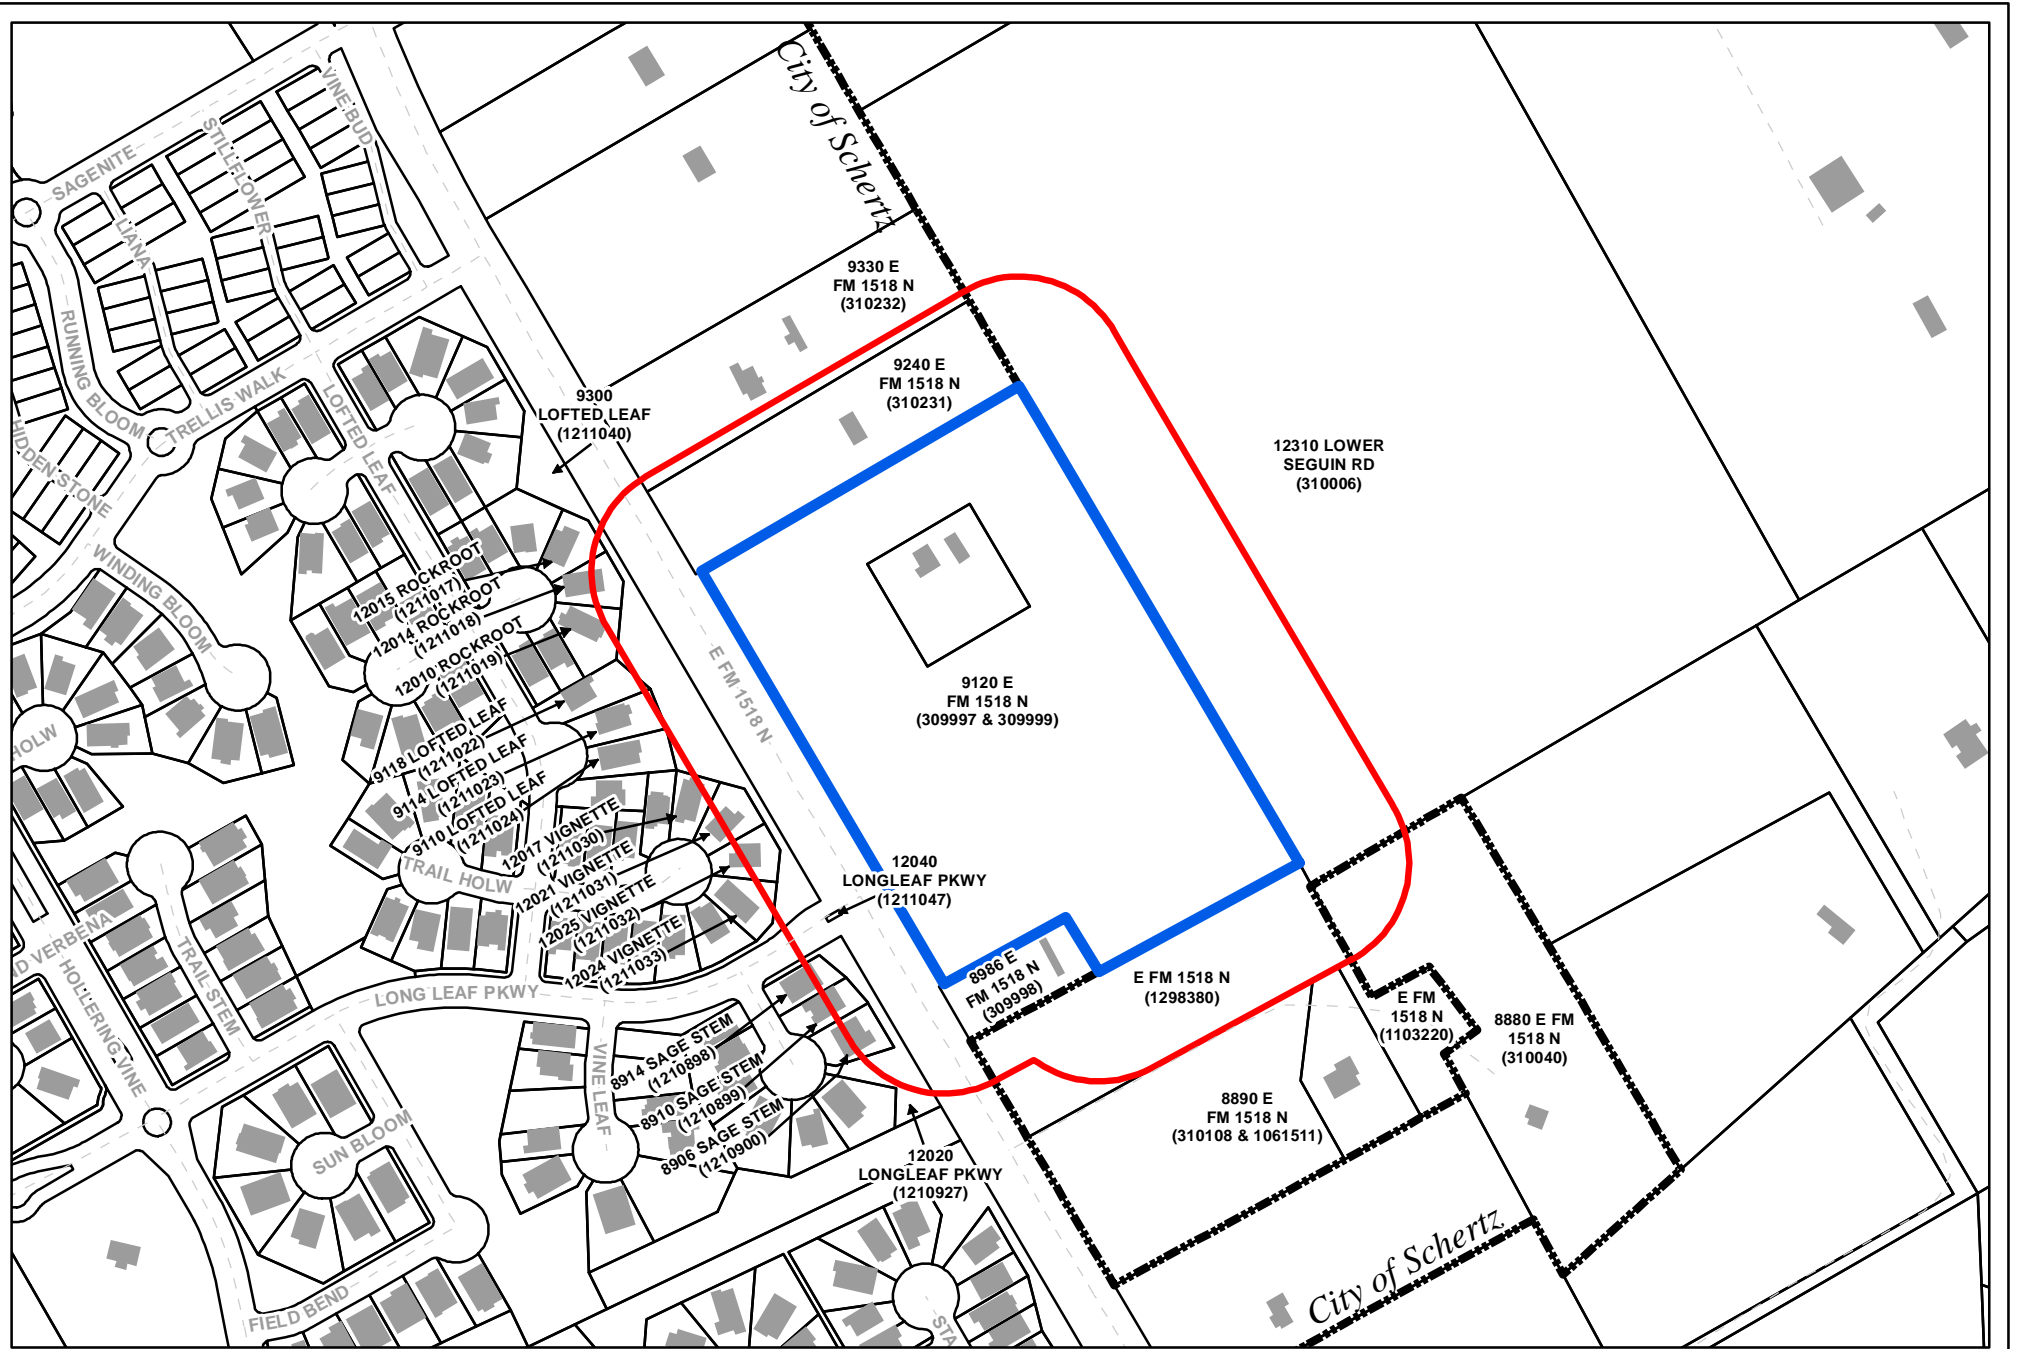 City of Schertz
VINE BUD
STILLFLOWER
SAGENITE
LIANA
RUNNING BLOOM
TRELLIS WALK
LOFTED LEAF
HIDDEN STONE
WINDING BLOOM
9330 E
FM 1518 N
(310232)
9240 E
FM 1518 N
(310231)
9300
LOFTED LEAF
(1211040)
12310 LOWER
SEGUIN RD
(310006)
12015 ROCKROOT
(1211017)
12014 ROCKROOT
(1211018)
12010 ROCKROOT
(1211019)
E FM 1518 N
9120 E
FM 1518 N
(309997 & 309999)
HOLW
9118 LOFTED LEAF
(1211022)
9114 LOFTED LEAF
(1211023)
9110 LOFTED LEAF
(1211024)
12017 VIGNETTE
(1211030)
12021 VIGNETTE
(1211031)
12025 VIGNETTE
(1211032)
12024 VIGNETTE
(1211033)
TRAIL HOLW
12040
LONGLEAF PKWY
(1211047)
ND VERBENA
HOLLERING VINE
TRAIL STEM
LONG LEAF PKWY
8986 E
FM 1518 N
(309998)
E FM 1518 N
(1298380)
E FM
1518 N
(1103220)
8880 E FM
1518 N
(310040)
8914 SAGE STEM
(1210898)
8910 SAGE STEM
(1210899)
8906 SAGE STEM
(1210900)
VINE LEAF
SUN BLOOM
8890 E
FM 1518 N
(310108 & 1061511)
12020
LONGLEAF PKWY
(1210927)
City of Schertz
FIELD BEND
STA